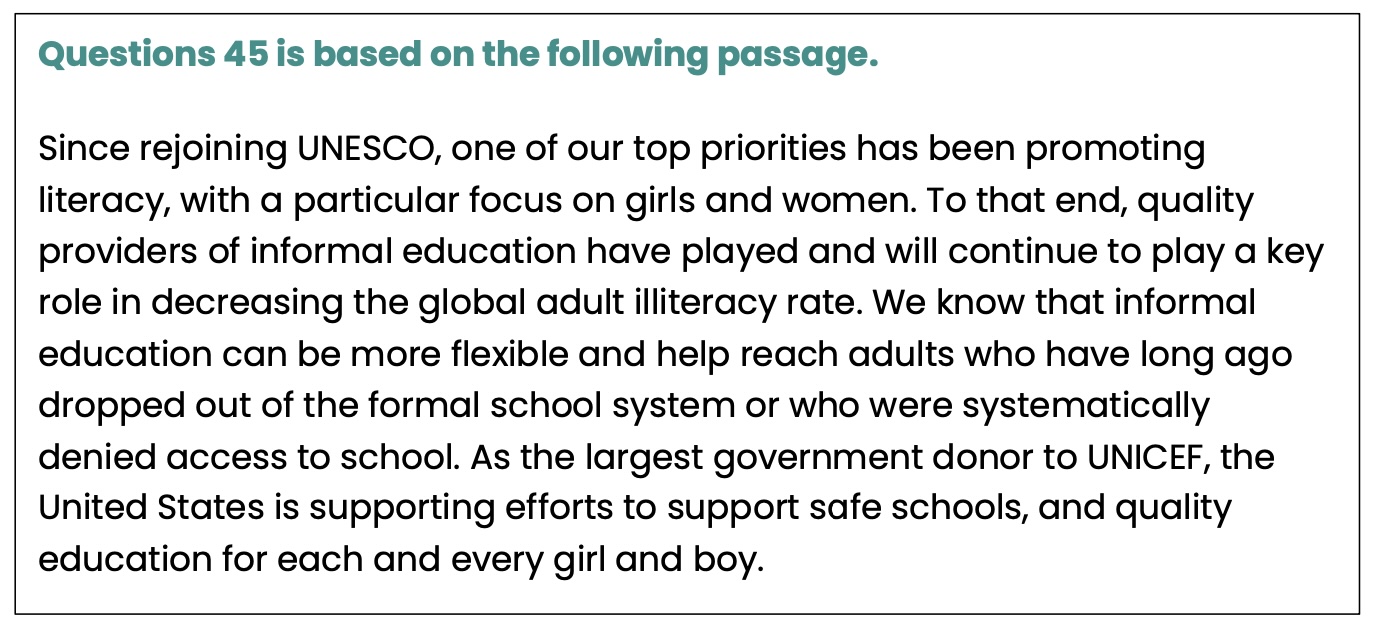 Questions 45 is based on the following passage.
Since rejoining UNESCO, one of our top priorities has been promoting
literacy, with a particular focus on girls and women. To that end, quality
providers of informal education have played and will continue to play a key
role in decreasing the global adult illiteracy rate. We know that informal
education can be more flexible and help reach adults who have long ago
dropped out of the formal school system or who were systematically
denied access to school. As the largest government donor to UNICEF, the
United States is supporting efforts to support safe schools, and quality
education for each and every girl and boy.